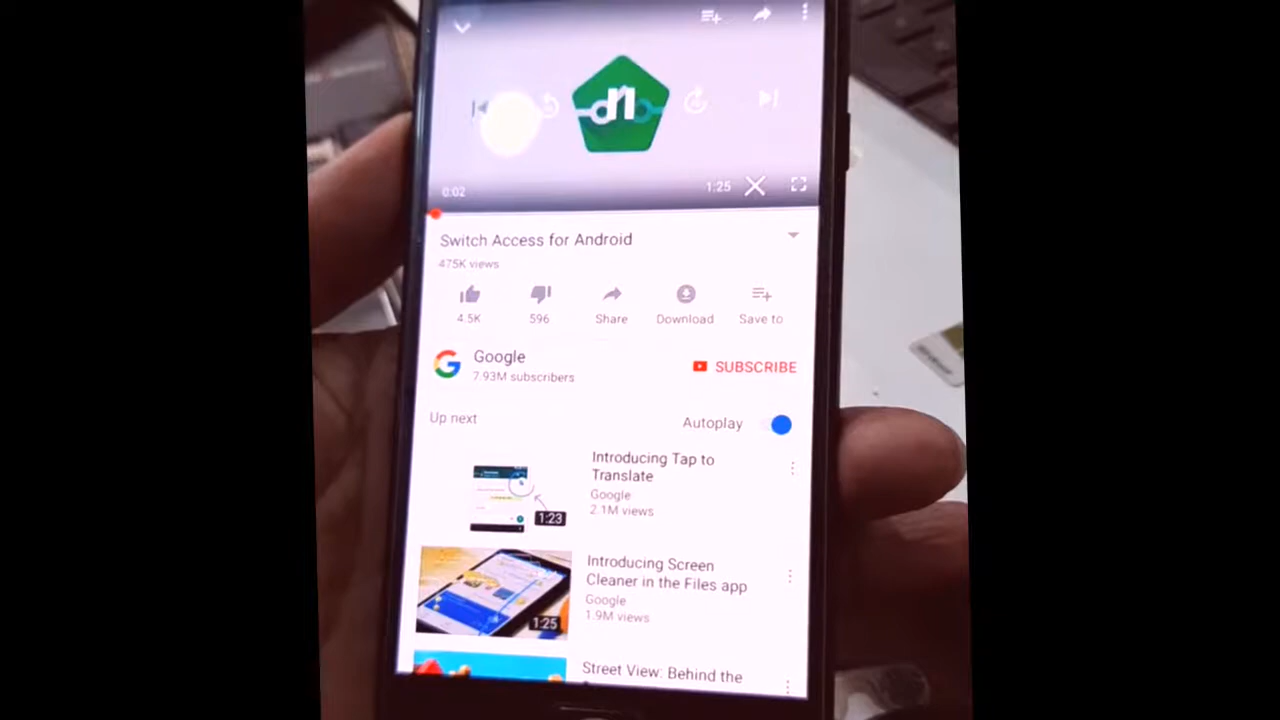 0:02
1:25
Switch Access for Android
475K views
4.5K
596
Share
Download
Save to
Google
7.93M subscribers
SUBSCRIBE
Up next
Autoplay
Introducing Tap to
Translate
Google
2.1M views
1:23
Introducing Screen
Cleaner in the Files app
Google
1.9M views
1:25
Street View: Behind the